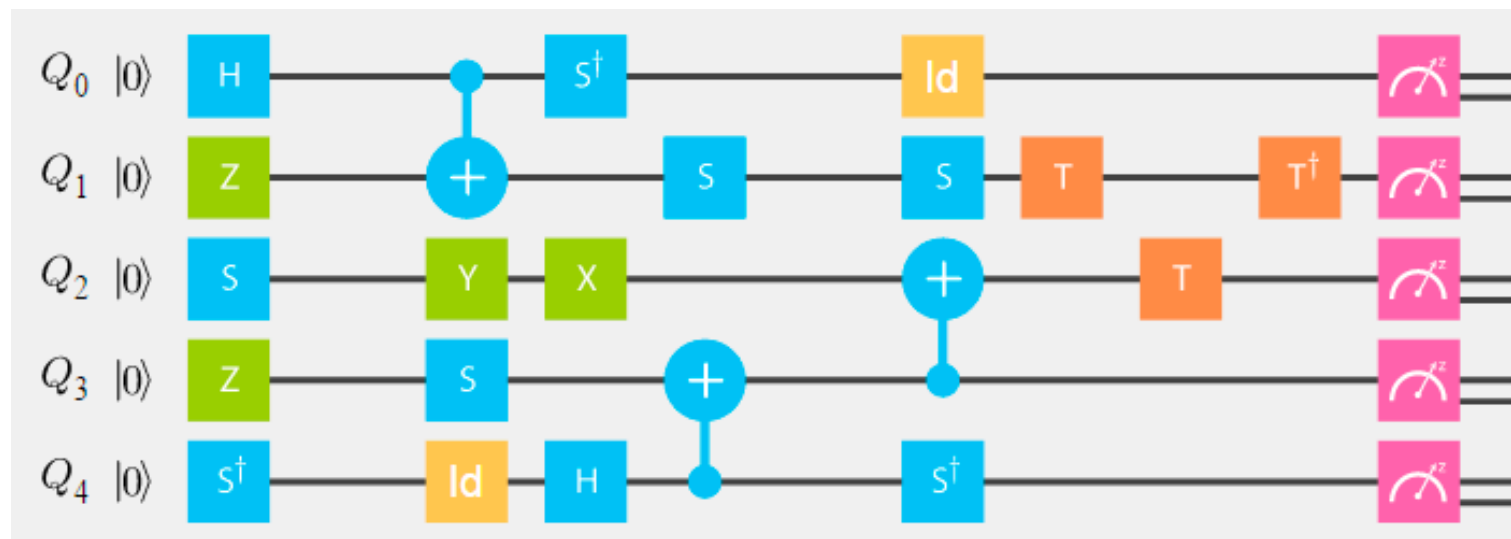 Q0 |0⟩ H S† Id z
Q1 |0⟩ Z + S S T T† z
Q2 |0⟩ S Y X + T z
Q3 |0⟩ Z S + z
Q4 |0⟩ S† Id H S† z